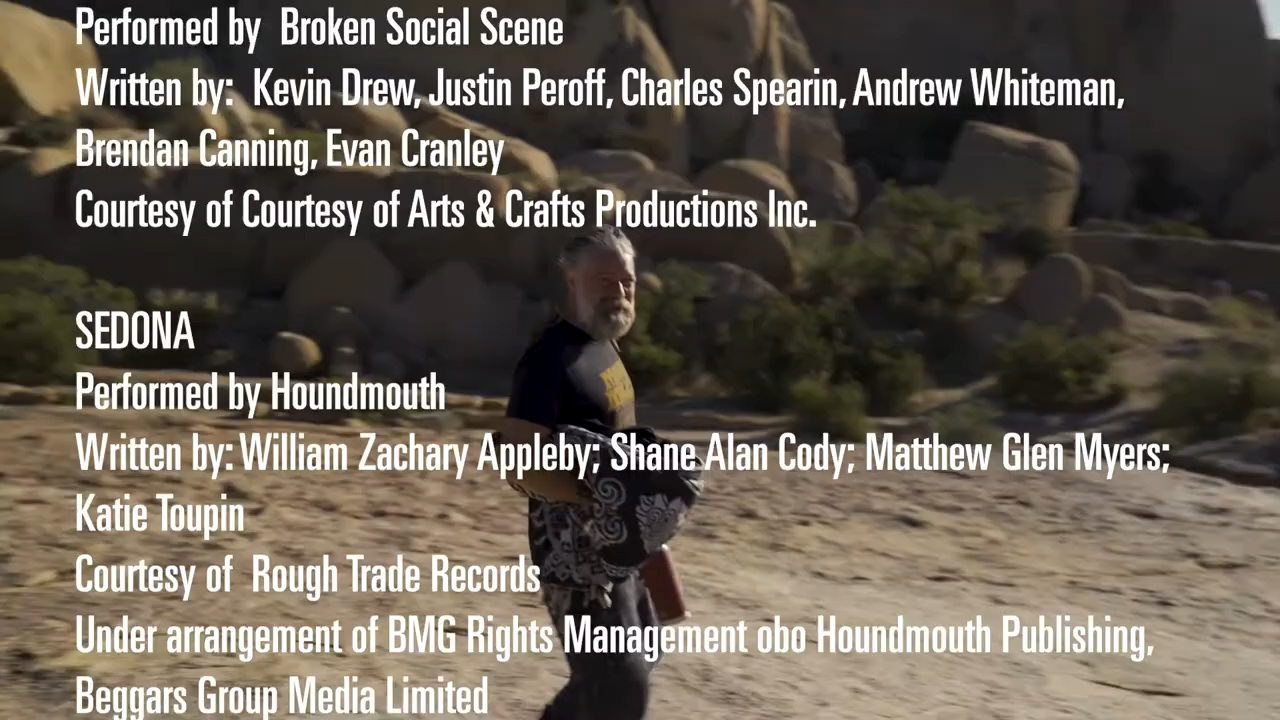 Performed by  Broken Social Scene
Written by:  Kevin Drew, Justin Peroff, Charles Spearin, Andrew Whiteman,
Brendan Canning, Evan Cranley
Courtesy of Courtesy of Arts & Crafts Productions Inc.
SEDONA
Performed by Houndmouth
Written by: William Zachary Appleby; Shane Alan Cody; Matthew Glen Myers;
Katie Toupin
Courtesy of  Rough Trade Records
Under arrangement of BMG Rights Management obo Houndmouth Publishing,
Beggars Group Media Limited